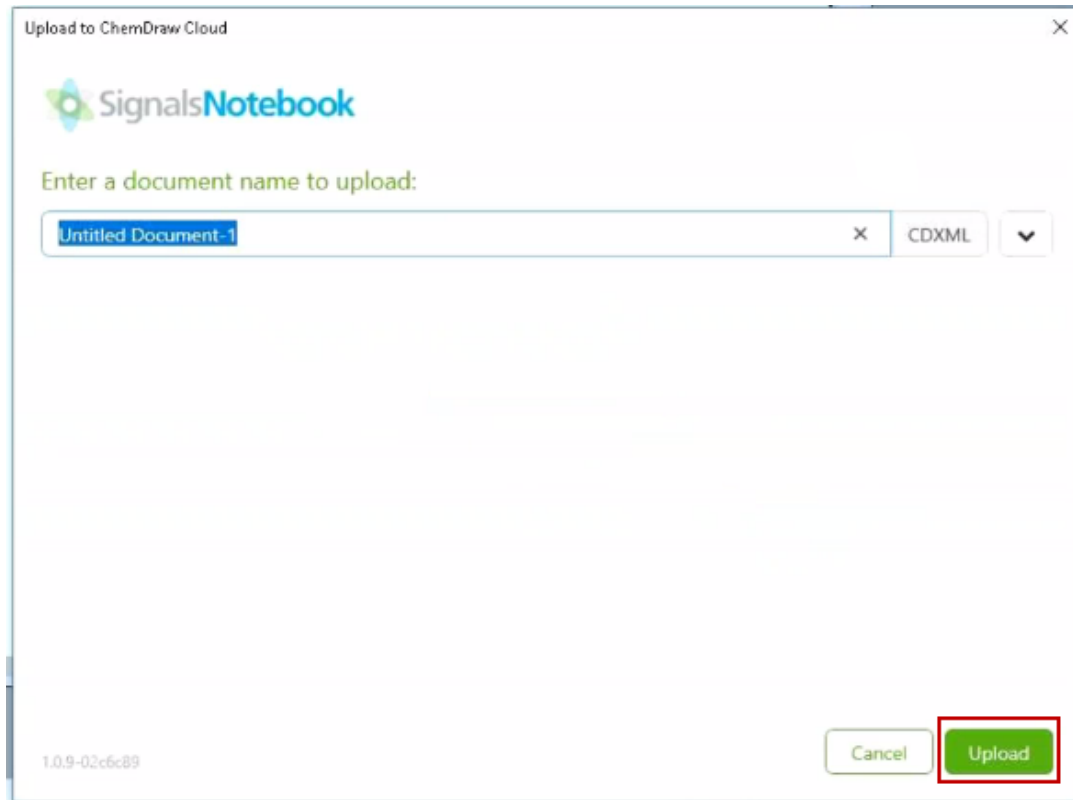 Upload to ChemDraw Cloud
SignalsNotebook
Enter a document name to upload:
Untitled Document-1 CDXML
1.0.9-02c6c89 Cancel Upload